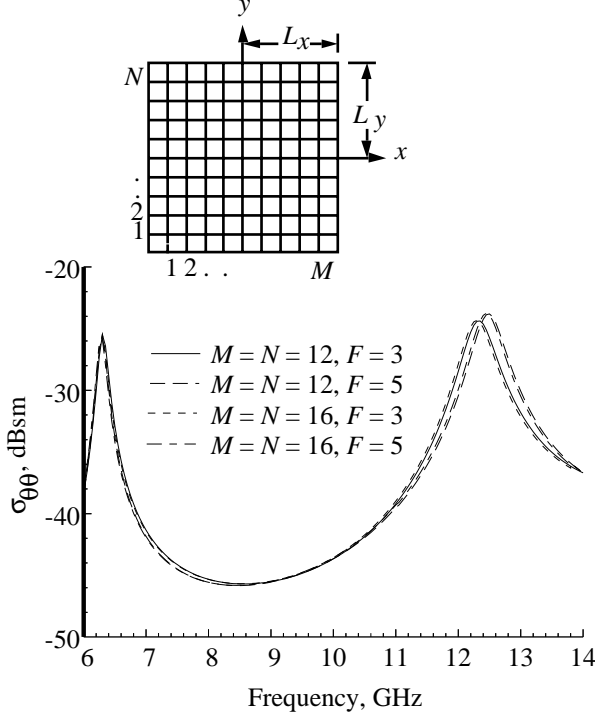 y
Lx
N
L y
x
.
.
2
1
1 2 . .
M
-20
-30
-40
-50
σθθ, dBsm
M = N = 12, F = 3
M = N = 12, F = 5
M = N = 16, F = 3
M = N = 16, F = 5
6 7 8 9 10 11 12 13 14
Frequency, GHz